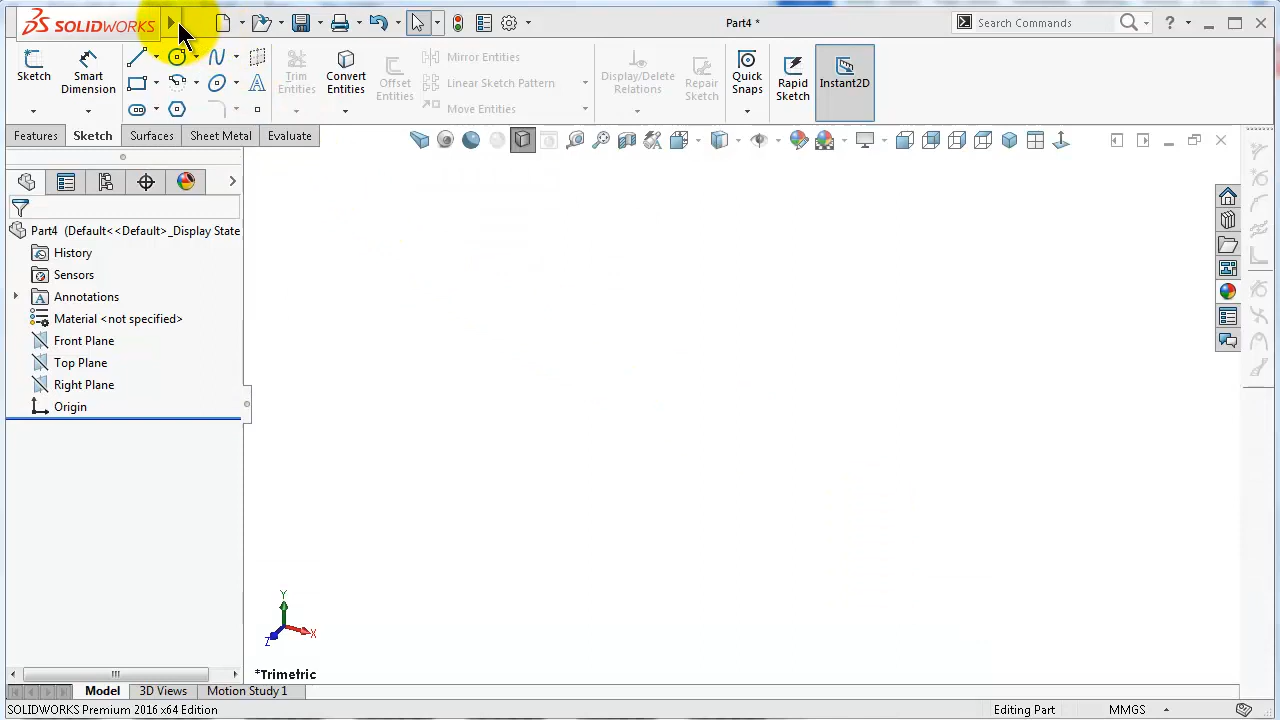 SOLIDWORKS
Part4 *
Search Commands
?
Sketch
Smart Dimension
Trim Entities
Convert Entities
Offset Entities
Mirror Entities
Linear Sketch Pattern
Move Entities
Display/Delete Relations
Repair Sketch
Quick Snaps
Rapid Sketch
Instant2D
Features
Sketch
Surfaces
Sheet Metal
Evaluate
Part4 (Default<<Default>_Display State
History
Sensors
Annotations
Material <not specified>
Front Plane
Top Plane
Right Plane
Origin
Y
X
Z
*Trimetric
Model
3D Views
Motion Study 1
SOLIDWORKS Premium 2016 x64 Edition
Editing Part
MMGS